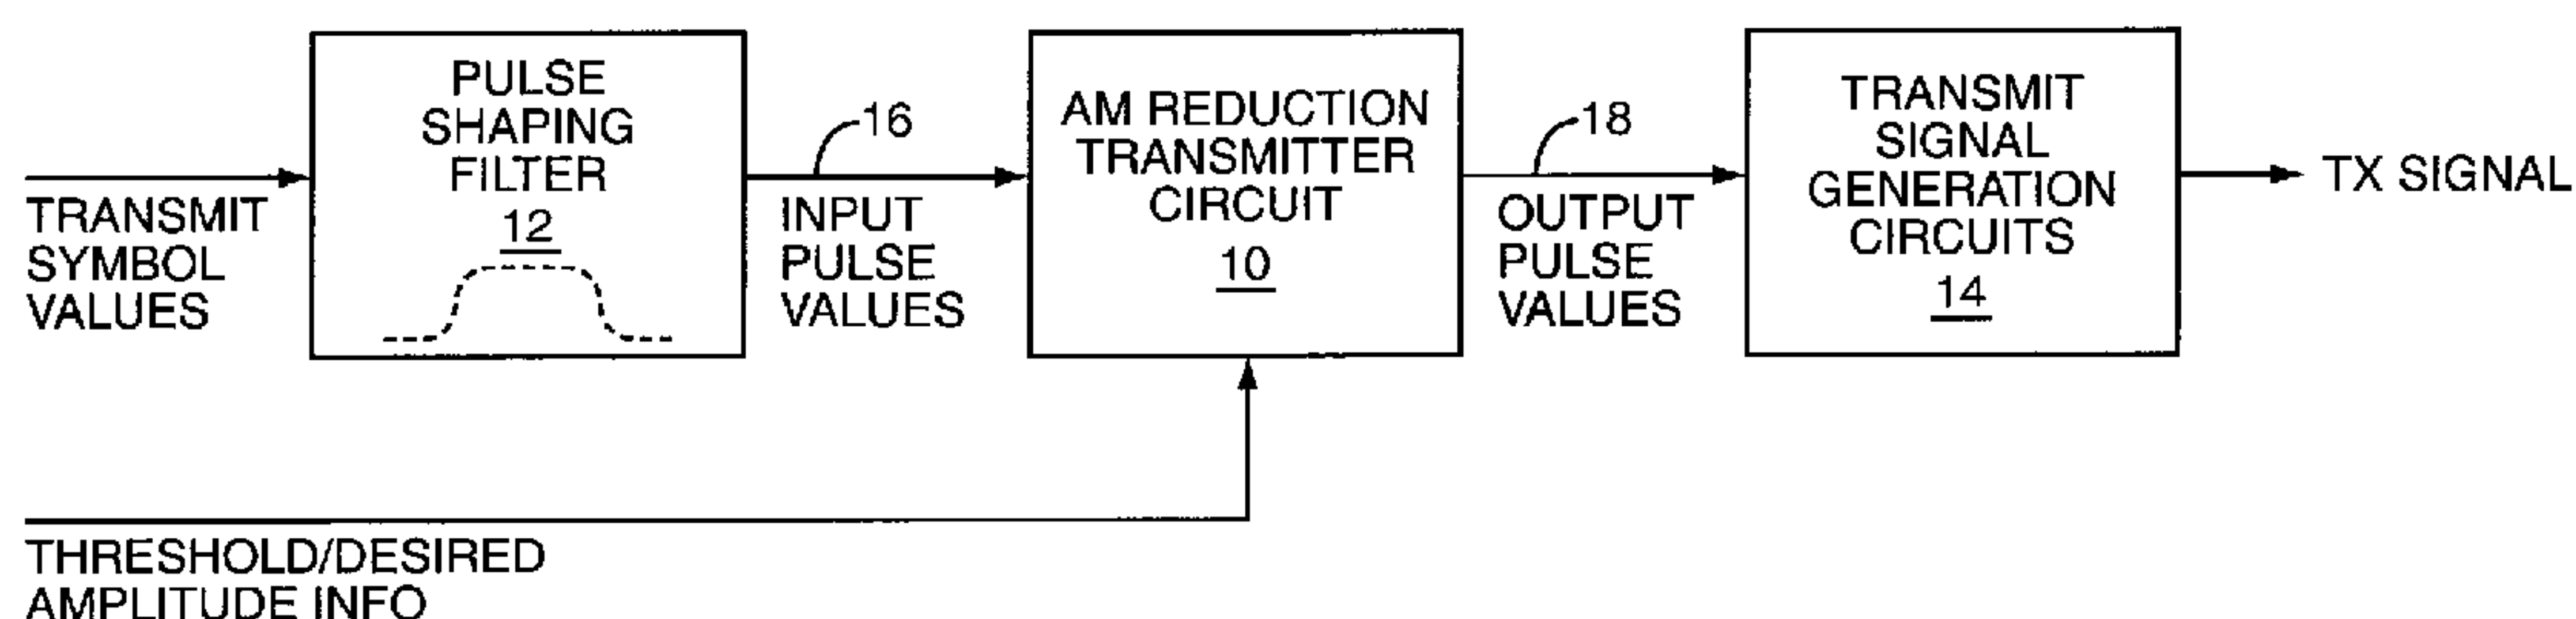 TRANSMIT
SYMBOL
VALUES
PULSE
SHAPING
FILTER
12
16
INPUT
PULSE
VALUES
AM REDUCTION
TRANSMITTER
CIRCUIT
10
18
OUTPUT
PULSE
VALUES
TRANSMIT
SIGNAL
GENERATION
CIRCUITS
14
TX SIGNAL
THRESHOLD/DESIRED
AMPLITUDE INFO